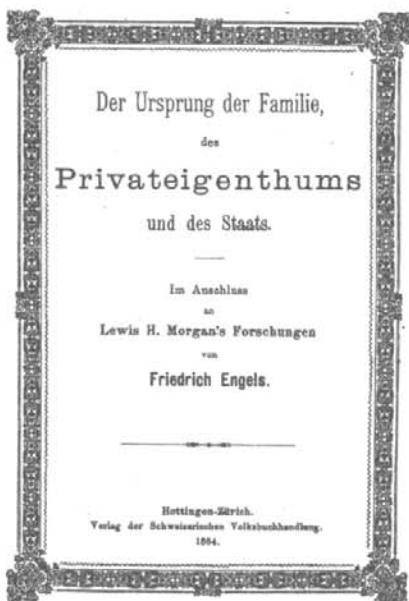 Der Ursprung der Familie,
des
Privateigenthums
und des Staats.
Im Anschluss
an
Lewis H. Morgan's Forschungen
von
Friedrich Engels.
Hottingen-Zürich.
Verlag der Schweizerischen Volksbuchhandlung.
1884.